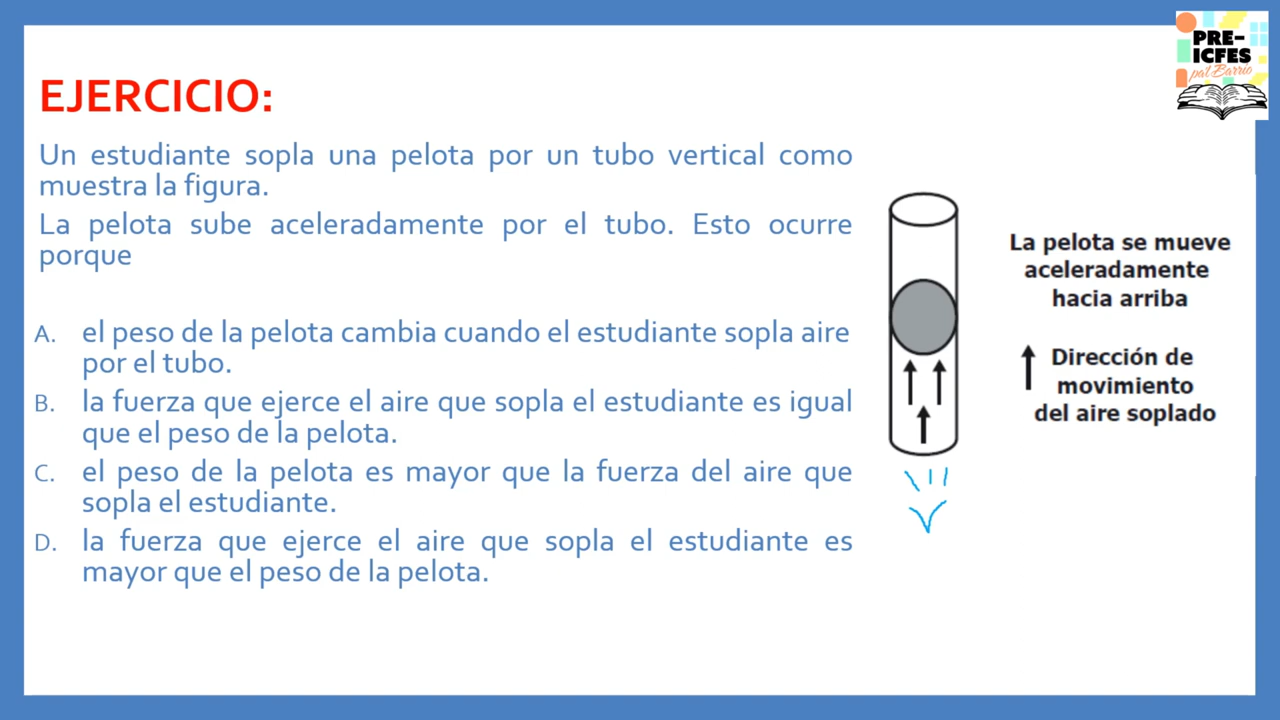 PRE-
ICFES
pal Barrio
EJERCICIO:
Un estudiante sopla una pelota por un tubo vertical como
muestra la figura.
La pelota sube aceleradamente por el tubo. Esto ocurre
porque
A. el peso de la pelota cambia cuando el estudiante sopla aire
por el tubo.
B. la fuerza que ejerce el aire que sopla el estudiante es igual
que el peso de la pelota.
C. el peso de la pelota es mayor que la fuerza del aire que
sopla el estudiante.
D. la fuerza que ejerce el aire que sopla el estudiante es
mayor que el peso de la pelota.
La pelota se mueve
aceleradamente
hacia arriba
Dirección de
movimiento
del aire soplado